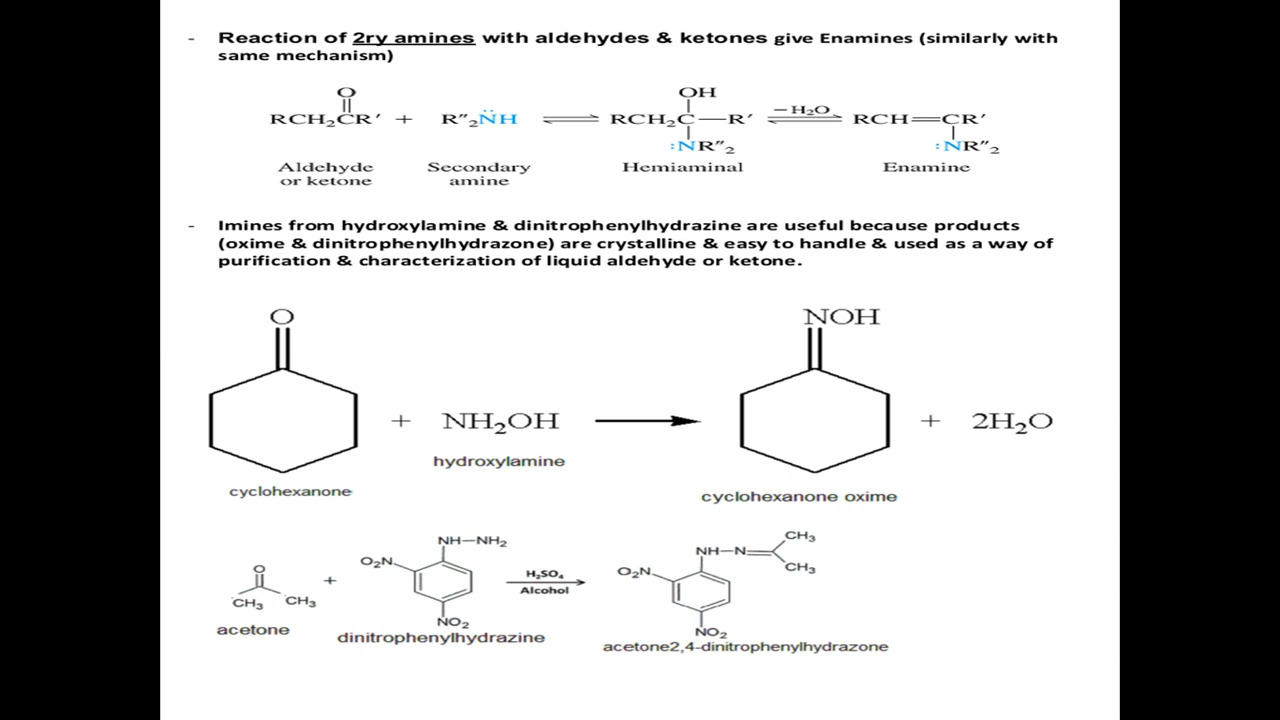 - Reaction of 2ry amines with aldehydes & ketones give Enamines (similarly with
same mechanism)
O OH
RCH₂CR′ + R″₂N̈H ⇌ RCH₂C—R′ −H₂O ⇌ RCH=CR′
:NR″₂ :NR″₂
Aldehyde Secondary Hemiaminal Enamine
or ketone amine
- Imines from hydroxylamine & dinitrophenylhydrazine are useful because products
(oxime & dinitrophenylhydrazone) are crystalline & easy to handle & used as a way of
purification & characterization of liquid aldehyde or ketone.
O NOH
+ NH₂OH → + 2H₂O
hydroxylamine
cyclohexanone cyclohexanone oxime
NH—NH₂ CH₃
O₂N NH—N CH₃
O + H₂SO₄ O₂N
CH₃ CH₃ Alcohol
NO₂ NO₂
acetone dinitrophenylhydrazine acetone2,4-dinitrophenylhydrazone